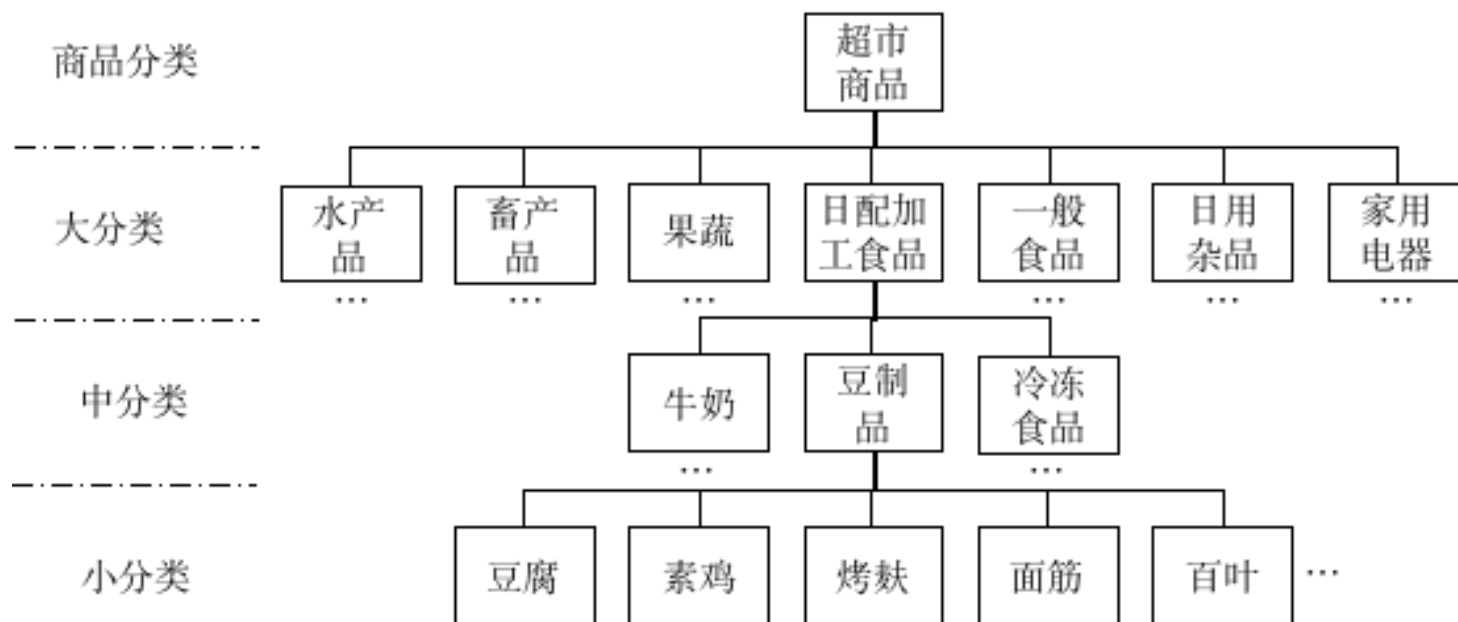 商品分类
超市
商品
大分类
水产
品
畜产
品
果蔬
日配加
工食品
一般
食品
日用
杂品
家用
电器
…
…
…
…
…
…
中分类
牛奶
豆制
品
冷冻
食品
…
…
小分类
豆腐
素鸡
烤麸
面筋
百叶
…